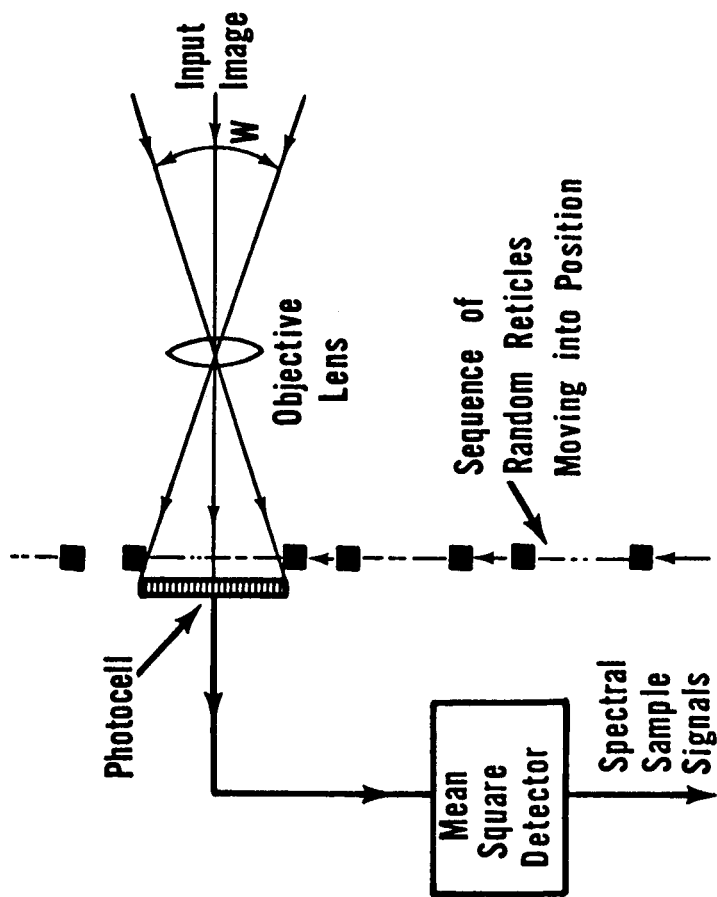 Input
Image
W
Objective
Lens
Sequence of
Random Reticles
Moving into Position
Photocell
Mean
Square
Detector
Spectral
Sample
Signals